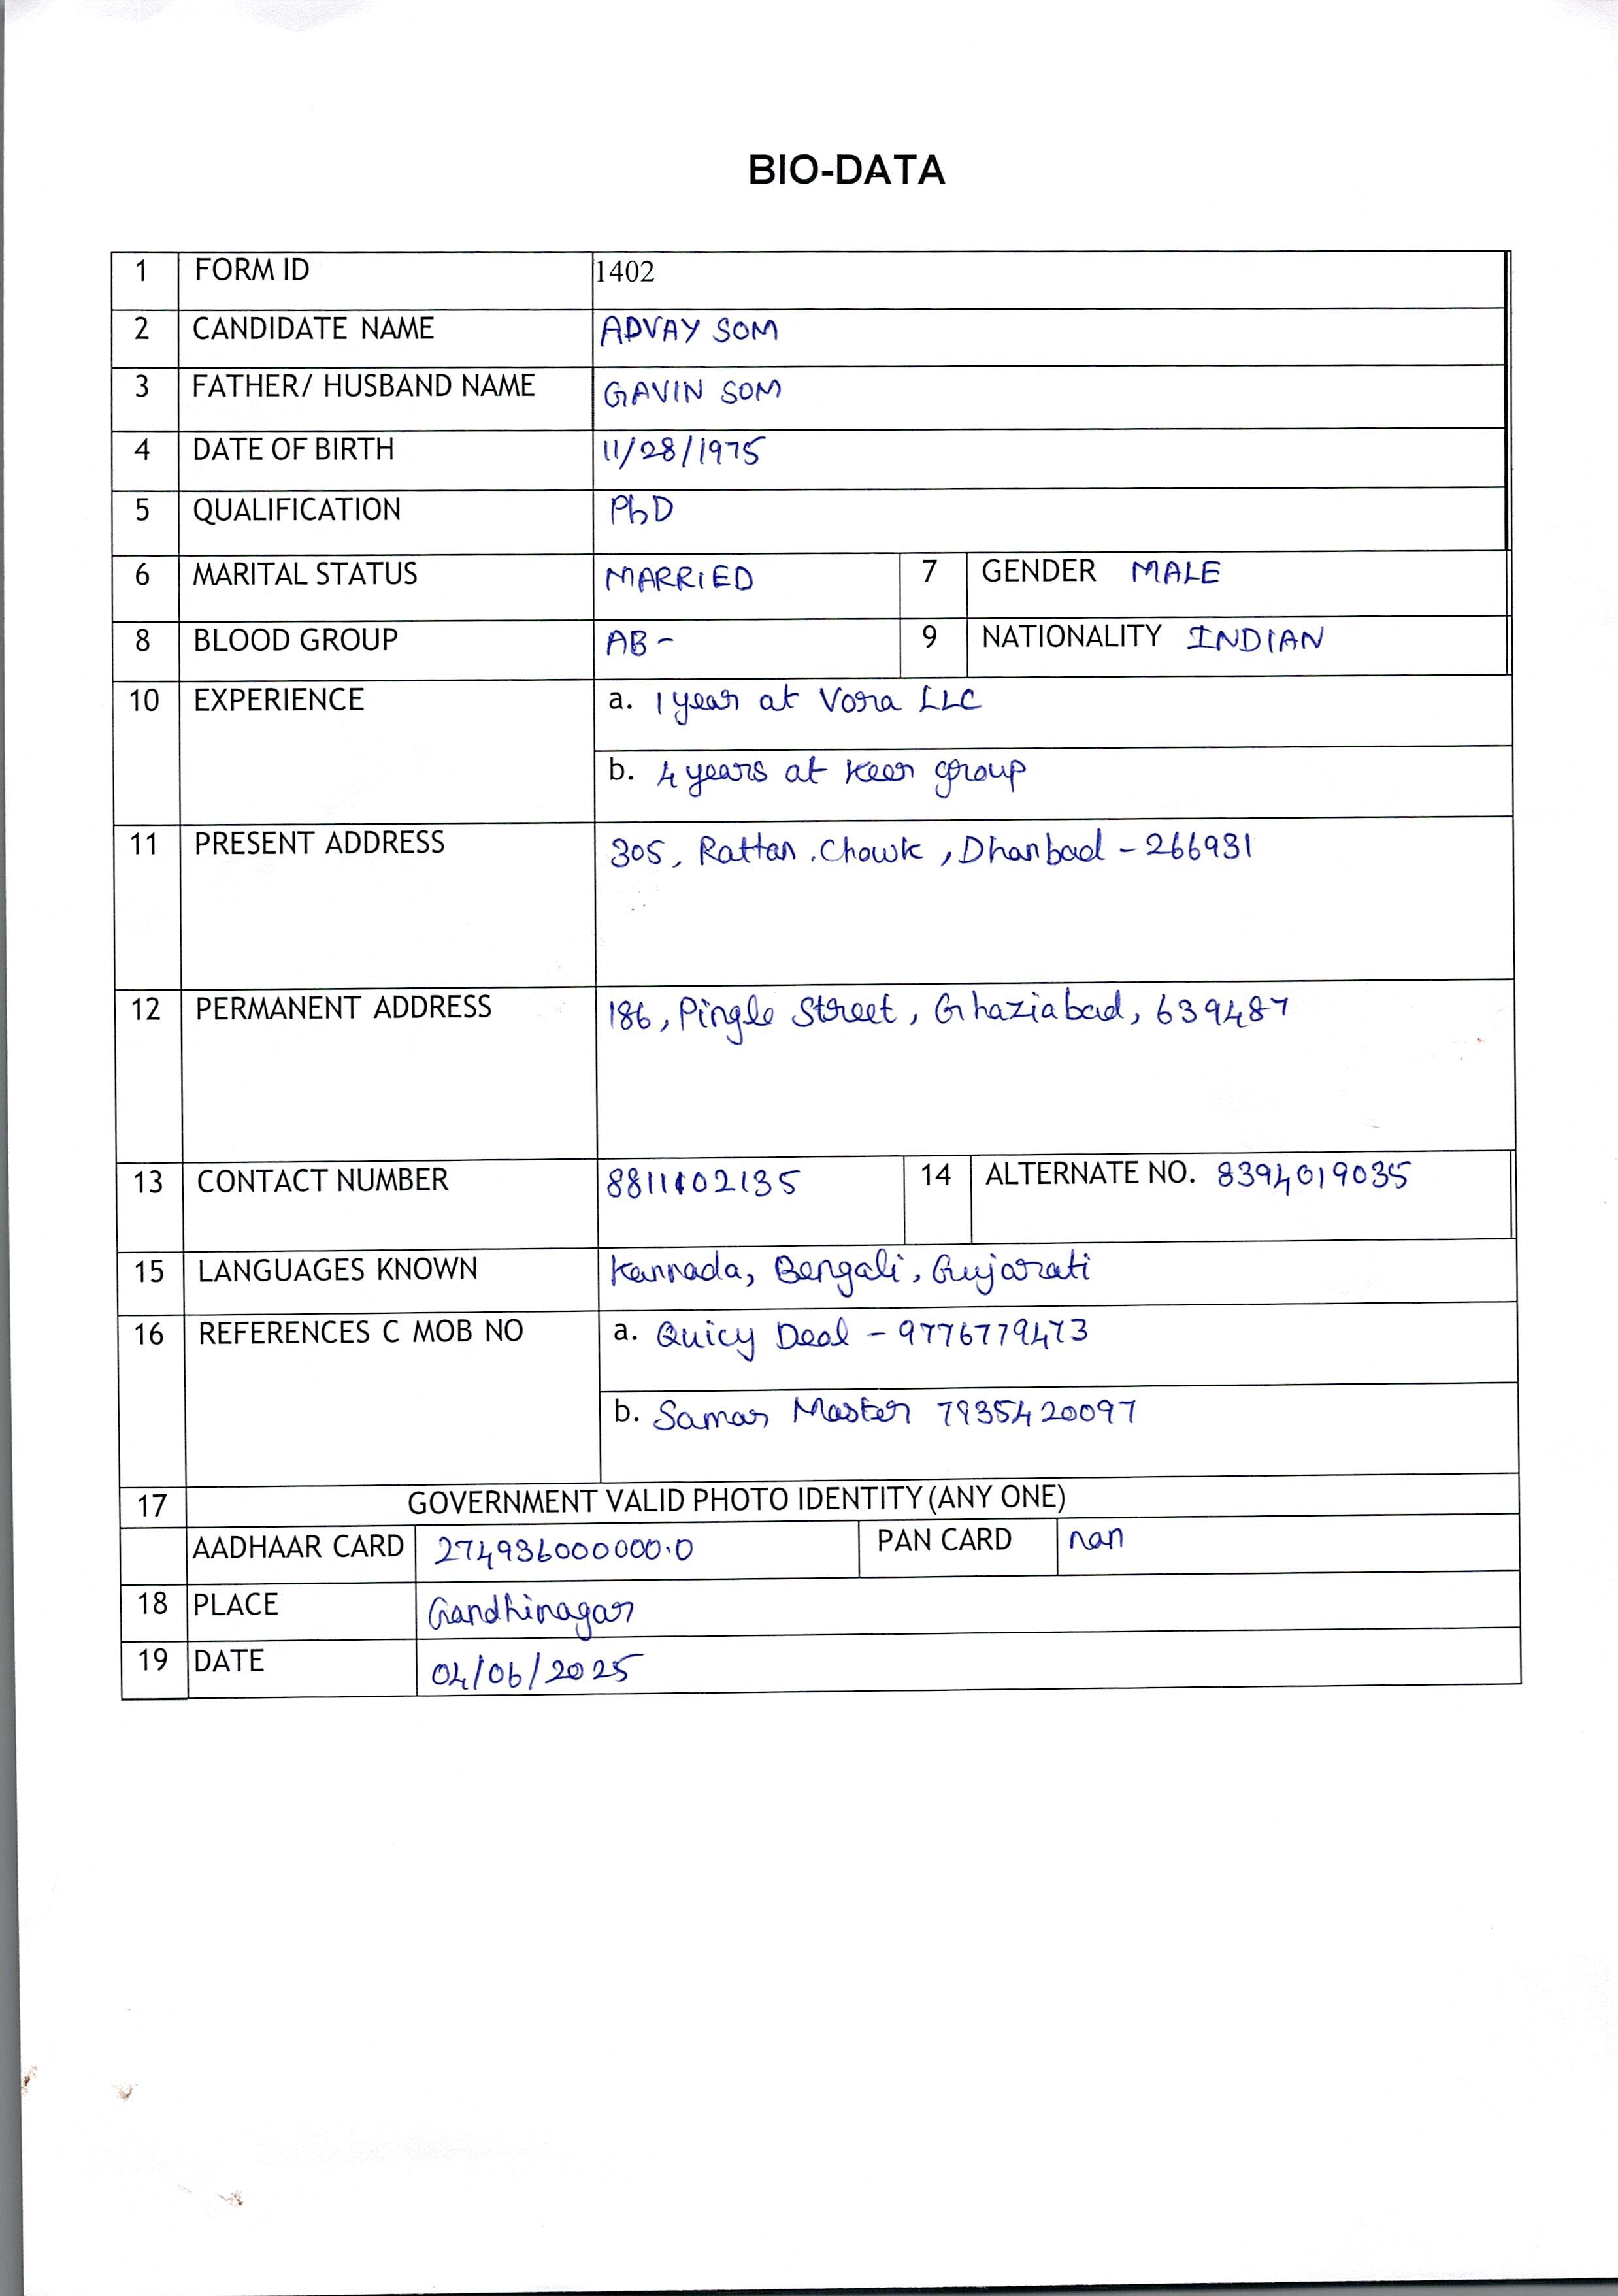 BIO-DATA
1 FORM ID 1402
2 CANDIDATE NAME ADVAY SOM
3 FATHER/ HUSBAND NAME GAVIN SOM
4 DATE OF BIRTH 11/28/1975
5 QUALIFICATION PhD
6 MARITAL STATUS MARRIED 7 GENDER MALE
8 BLOOD GROUP AB- 9 NATIONALITY INDIAN
10 EXPERIENCE a. 1 year at Vora LLC
b. 4 years at Keer group
11 PRESENT ADDRESS 305, Rattan, Chowk, Dhanbad - 266931
12 PERMANENT ADDRESS 186, Pingle Street, Ghaziabad, 639487
13 CONTACT NUMBER 8811102135 14 ALTERNATE NO. 8394019035
15 LANGUAGES KNOWN Kannada, Bengali, Gujarati
16 REFERENCES C MOB NO a. Quicy Deol - 9776779473
b. Samar Master 7935420097
17 GOVERNMENT VALID PHOTO IDENTITY (ANY ONE)
AADHAAR CARD 274936000000.0 PAN CARD nan
18 PLACE Gandhinagar
19 DATE 04/06/2025